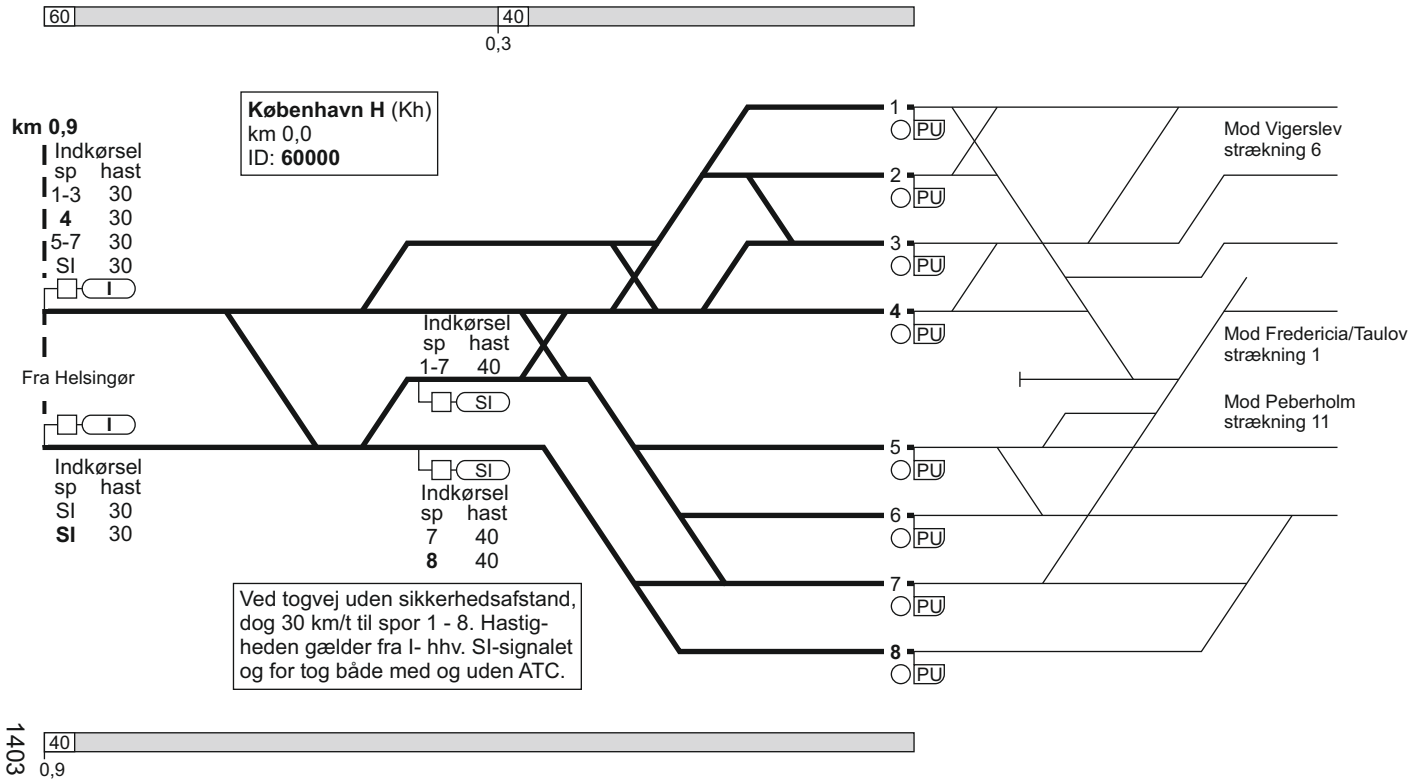 60
40
0,3
København H (Kh)
km 0,0
ID: 60000
km 0,9
Indkørsel
sp hast
1-3 30
4 30
5-7 30
SI 30
I
Fra Helsingør
I
Indkørsel
sp hast
SI 30
SI 30
Indkørsel
sp hast
1-7 40
SI
SI
Indkørsel
sp hast
7 40
8 40
Ved togvej uden sikkerhedsafstand,
dog 30 km/t til spor 1 - 8. Hastig-
heden gælder fra I- hhv. SI-signalet
og for tog både med og uden ATC.
1
PU
2
PU
3
PU
4
PU
5
PU
6
PU
7
PU
8
PU
Mod Vigerslev
strækning 6
Mod Fredericia/Taulov
strækning 1
Mod Peberholm
strækning 11
40
0,9
1403